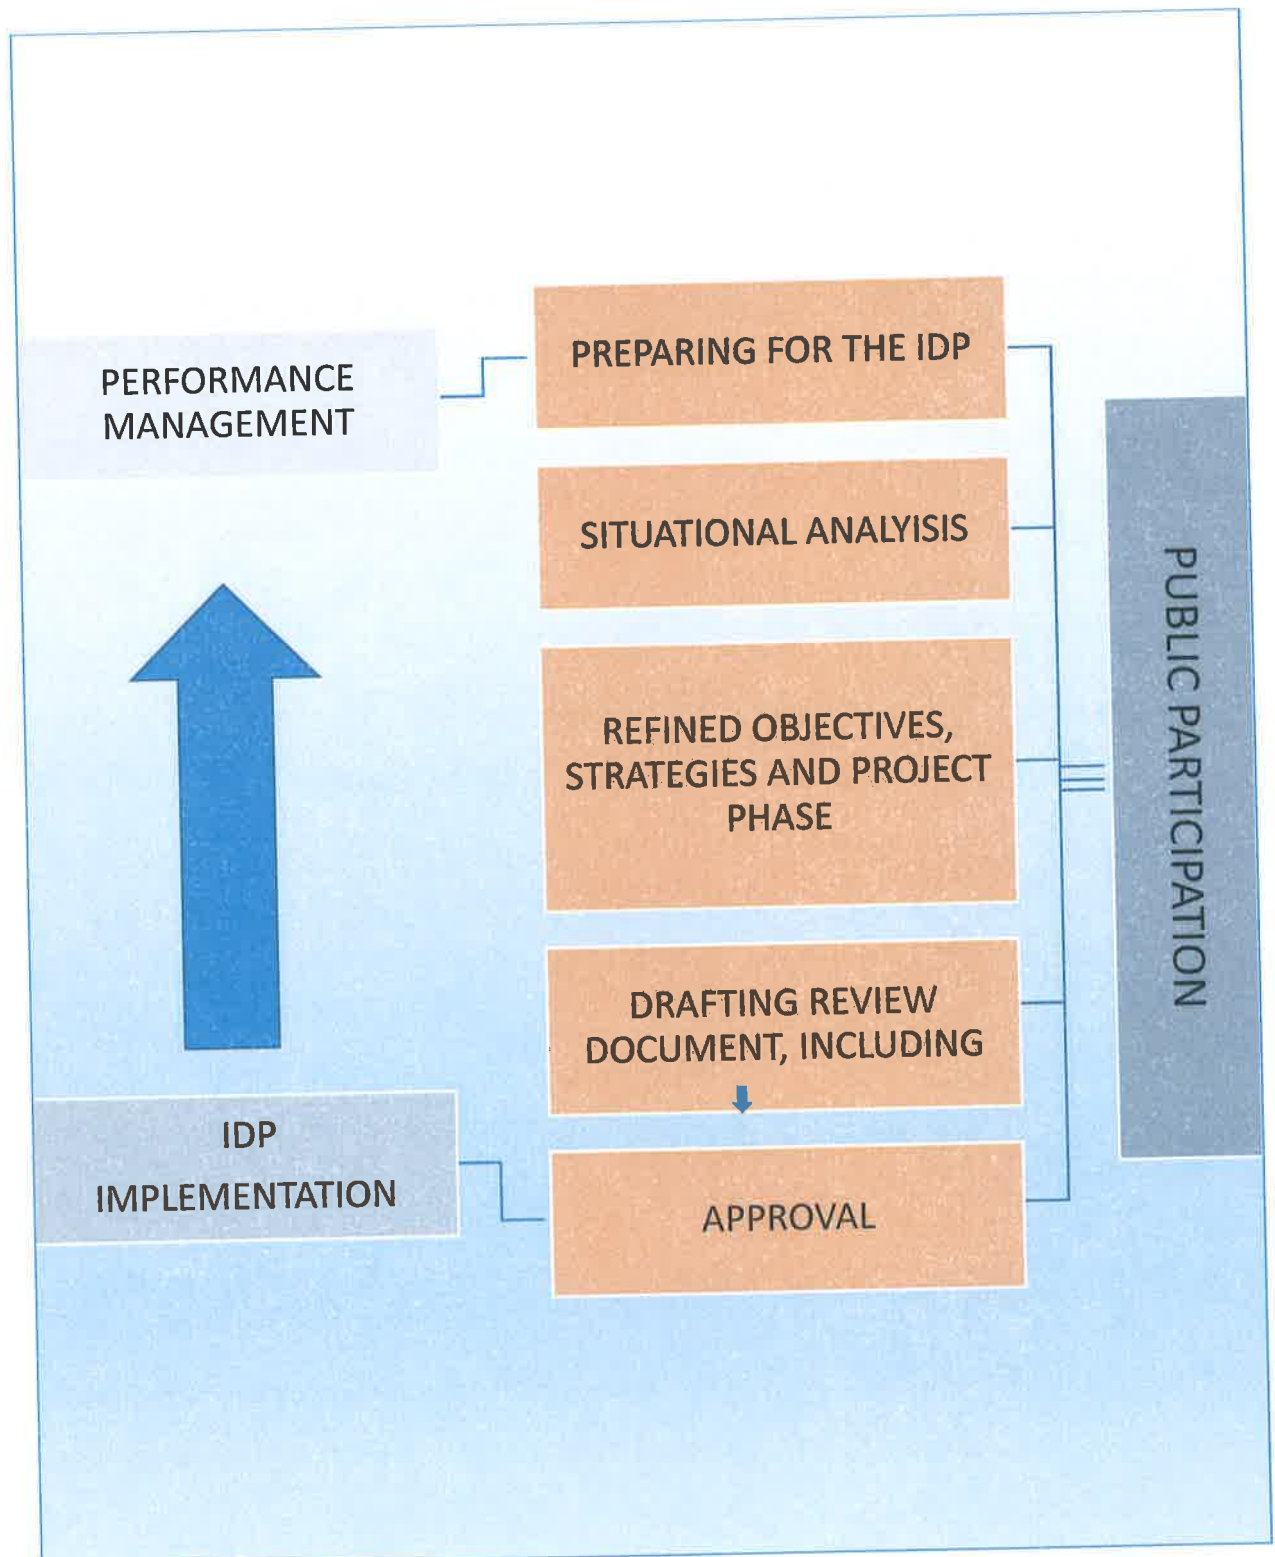 PERFORMANCE
MANAGEMENT
PREPARING FOR THE IDP
SITUATIONAL ANALYISIS
REFINED OBJECTIVES,
STRATEGIES AND PROJECT
PHASE
DRAFTING REVIEW
DOCUMENT, INCLUDING
IDP
IMPLEMENTATION
APPROVAL
PUBLIC PARTICIPATION